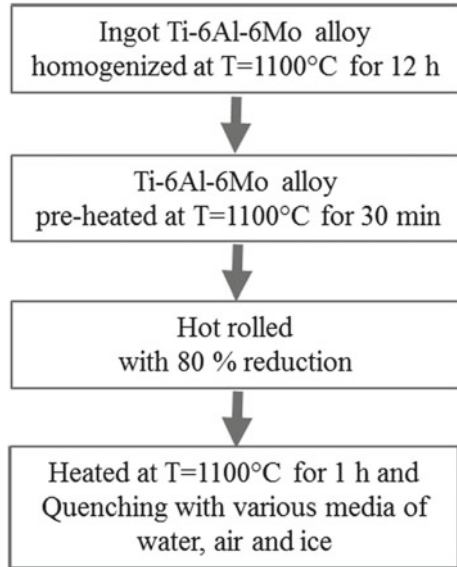 Ingot Ti-6Al-6Mo alloy
homogenized at T=1100°C for 12 h
Ti-6Al-6Mo alloy
pre-heated at T=1100°C for 30 min
Hot rolled
with 80 % reduction
Heated at T=1100°C for 1 h and
Quenching with various media of
water, air and ice